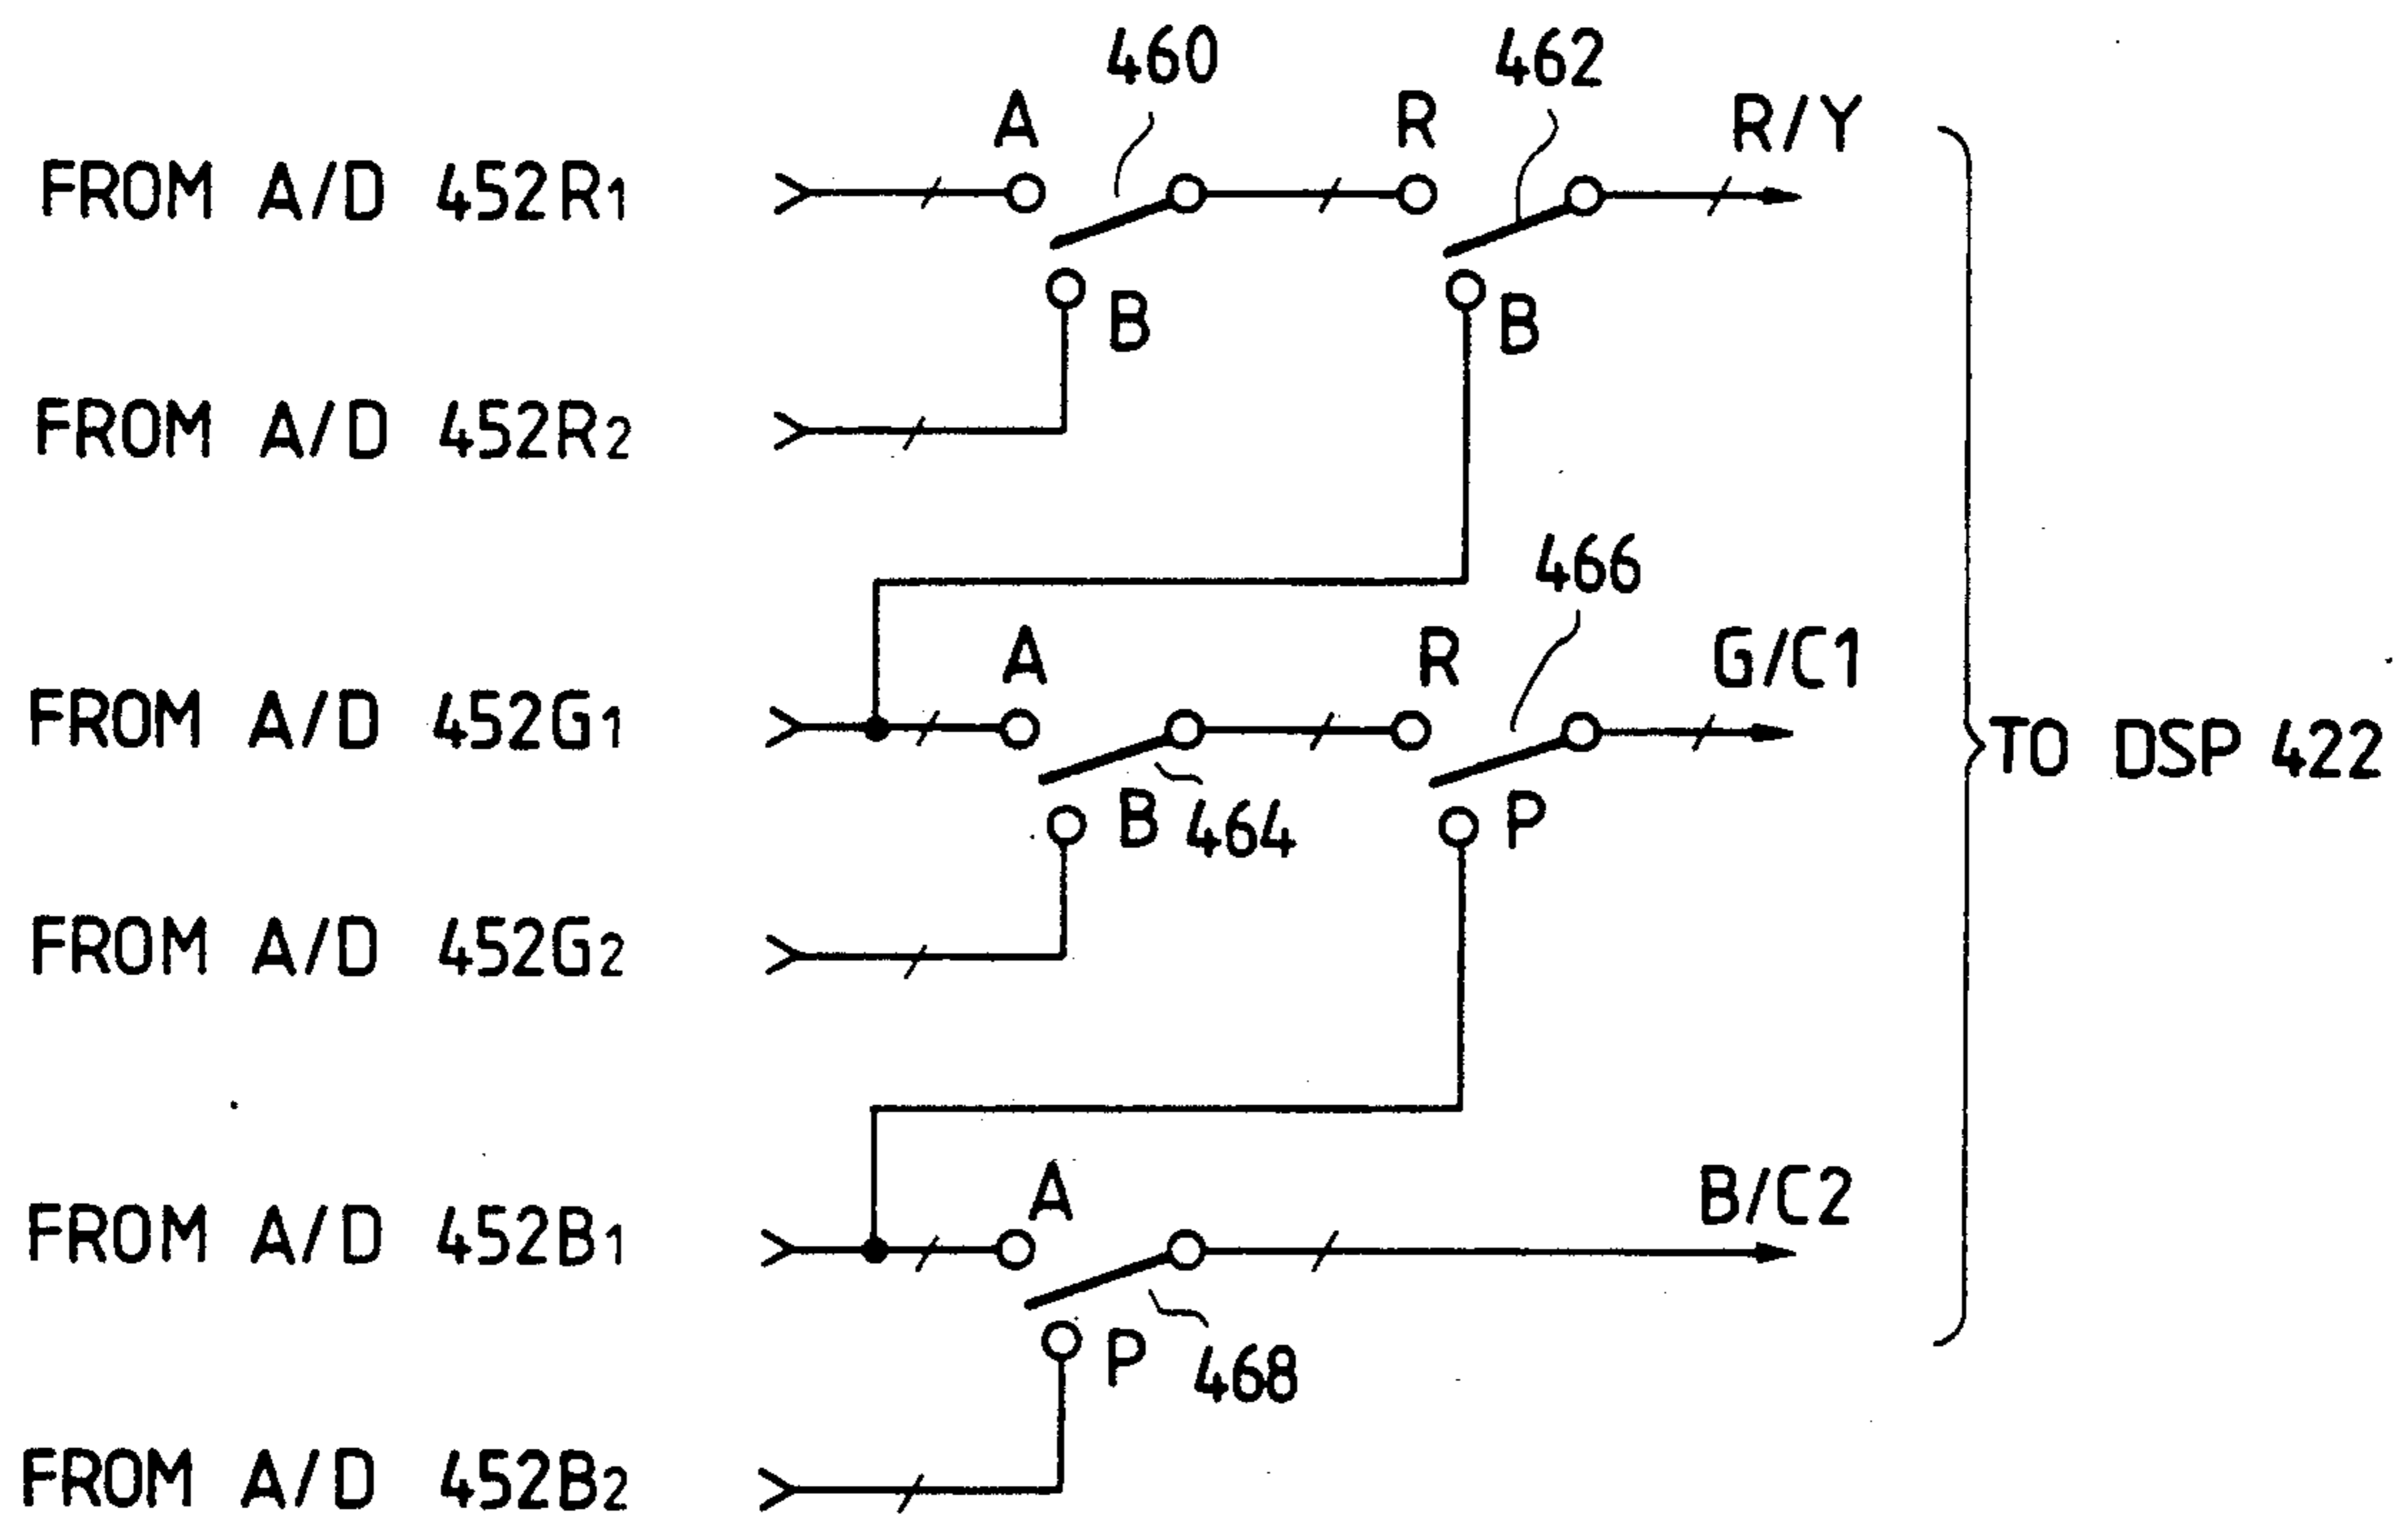 460
462
A
R
R/Y
FROM A/D 452R1
B
B
FROM A/D 452R2
466
A
R
G/C1
FROM A/D 452G1
TO DSP 422
B
464
P
FROM A/D 452G2
A
B/C2
FROM A/D 452B1
P
468
FROM A/D 452B2